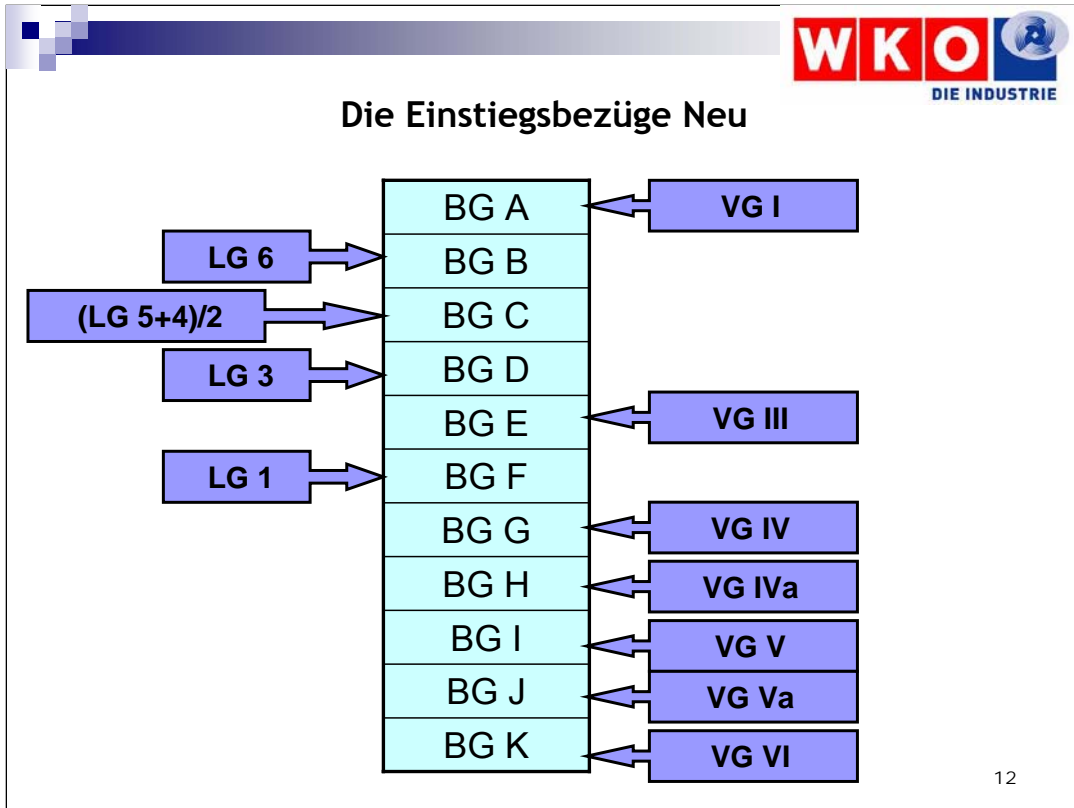 WKO
DIE INDUSTRIE
Die Einstiegsbezüge Neu
BG A
VG I
LG 6
BG B
(LG 5+4)/2
BG C
LG 3
BG D
BG E
VG III
LG 1
BG F
BG G
VG IV
BG H
VG IVa
BG I
VG V
BG J
VG Va
BG K
VG VI
12